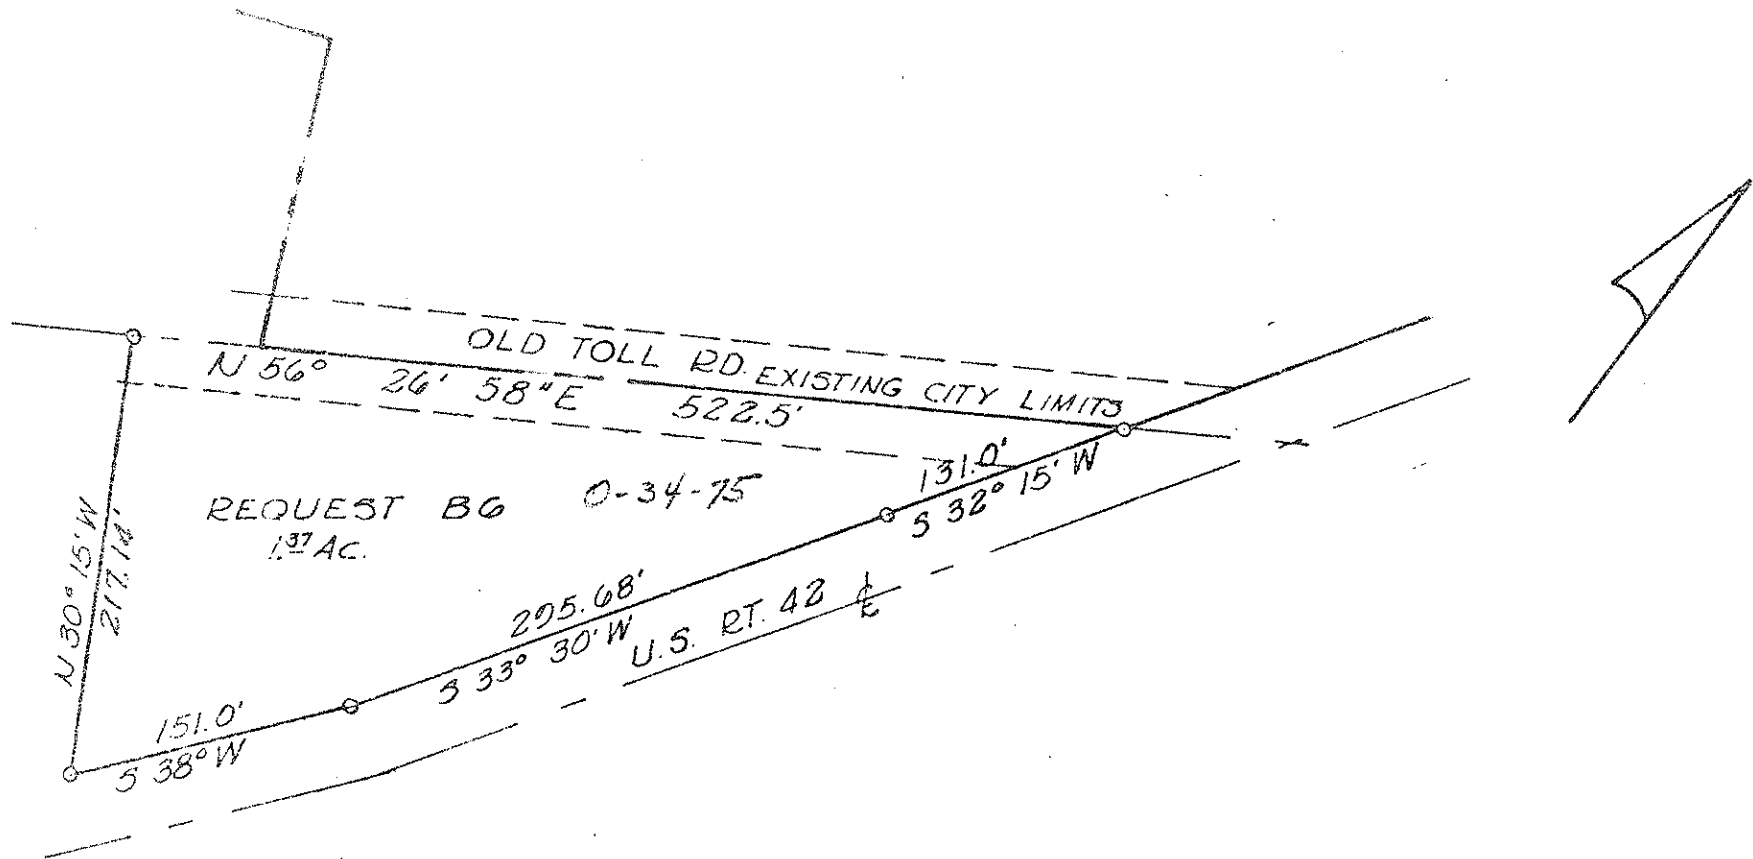 OLD TOLL RD. EXISTING CITY LIMITS
N 56° 26' 58" E 522.5'
131.0'
S 32° 15' W
REQUEST B6 0-34-75
1.37 AC.
N 30° 15' W
217.14'
295.68'
S 33° 30' W
U.S. RT. 42 ℄
151.0'
S 38° W